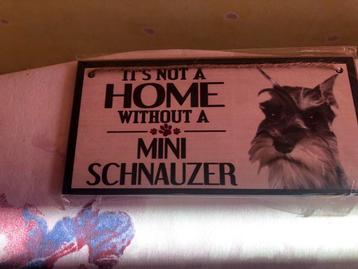 IT'S NOT A
HOME
WITHOUT A
MINI
SCHNAUZER